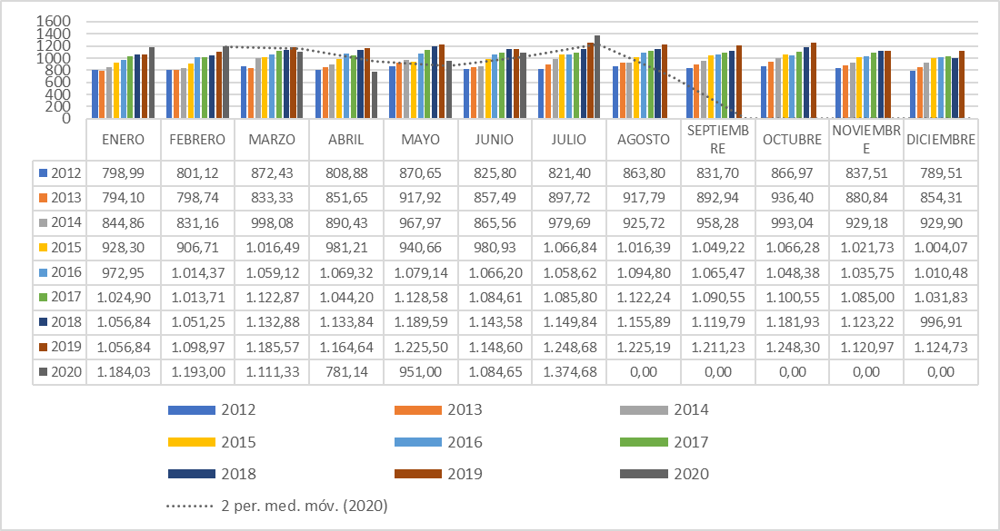 1600
1400
1200
1000
800
600
400
200
0
ENERO FEBRERO MARZO ABRIL MAYO JUNIO JULIO AGOSTO SEPTIEMB RE OCTUBRE NOVIEMBR E DICIEMBRE
2012 798,99 801,12 872,43 808,88 870,65 825,80 821,40 863,80 831,70 866,97 837,51 789,51
2013 794,10 798,74 833,33 851,65 917,92 857,49 897,72 917,79 892,94 936,40 880,84 854,31
2014 844,86 831,16 998,08 890,43 967,97 865,56 979,69 925,72 958,28 993,04 929,18 929,90
2015 928,30 906,71 1.016,49 981,21 940,66 980,93 1.066,84 1.016,39 1.049,22 1.066,28 1.021,73 1.004,07
2016 972,95 1.014,37 1.059,12 1.069,32 1.079,14 1.066,20 1.058,62 1.094,80 1.065,47 1.048,38 1.035,75 1.010,48
2017 1.024,90 1.013,71 1.122,87 1.044,20 1.128,58 1.084,61 1.085,80 1.122,24 1.090,55 1.100,55 1.085,00 1.031,83
2018 1.056,84 1.051,25 1.132,88 1.133,84 1.189,59 1.143,58 1.149,84 1.155,89 1.119,79 1.181,93 1.123,22 996,91
2019 1.056,84 1.098,97 1.185,57 1.164,64 1.225,50 1.148,60 1.248,68 1.225,19 1.211,23 1.248,30 1.120,97 1.124,73
2020 1.184,03 1.193,00 1.111,33 781,14 951,00 1.084,65 1.374,68 0,00 0,00 0,00 0,00 0,00
2012 2013 2014
2015 2016 2017
2018 2019 2020
2 per. med. móv. (2020)